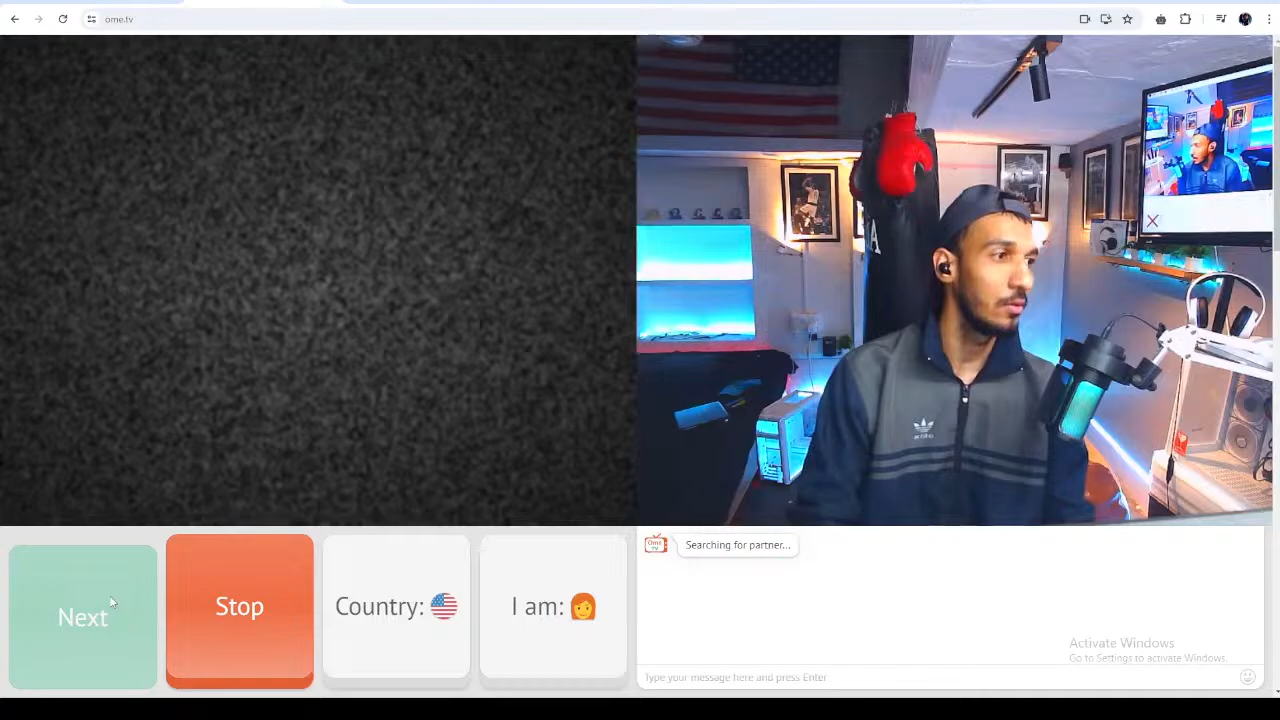 ome.tv
A
Searching for partner...
Next
Stop
Country:
I am:
Activate Windows
Go to Settings to activate Windows.
Type your message here and press Enter